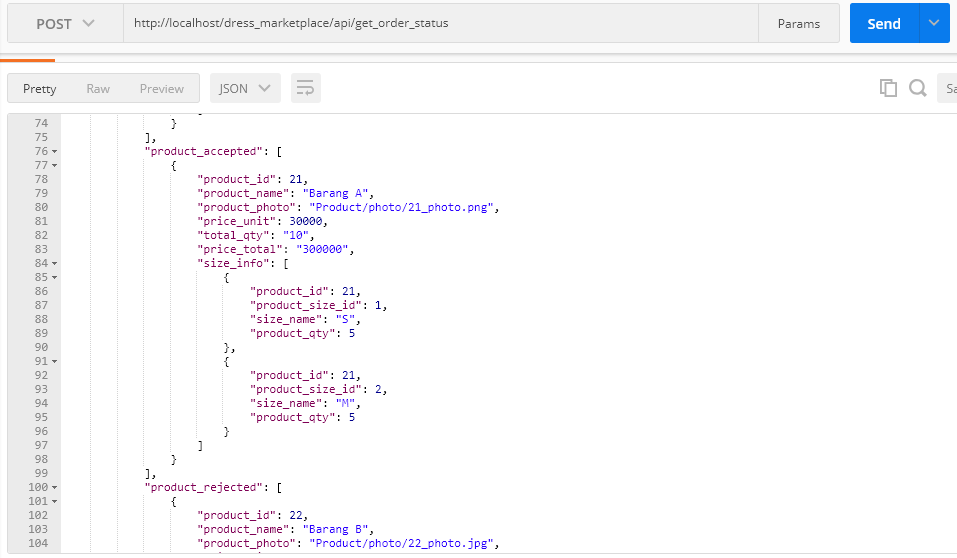 POST http://localhost/dress_marketplace/api/get_order_status Params Send
Pretty Raw Preview JSON
74 }
75 ],
76 "product_accepted": [
77 {
78 "product_id": 21,
79 "product_name": "Barang A",
80 "product_photo": "Product/photo/21_photo.png",
81 "price_unit": 30000,
82 "total_qty": "10",
83 "price_total": "300000",
84 "size_info": [
85 {
86 "product_id": 21,
87 "product_size_id": 1,
88 "size_name": "S",
89 "product_qty": 5
90 },
91 {
92 "product_id": 21,
93 "product_size_id": 2,
94 "size_name": "M",
95 "product_qty": 5
96 }
97 ]
98 }
99 ],
100 "product_rejected": [
101 {
102 "product_id": 22,
103 "product_name": "Barang B",
104 "product_photo": "Product/photo/22_photo.jpg",